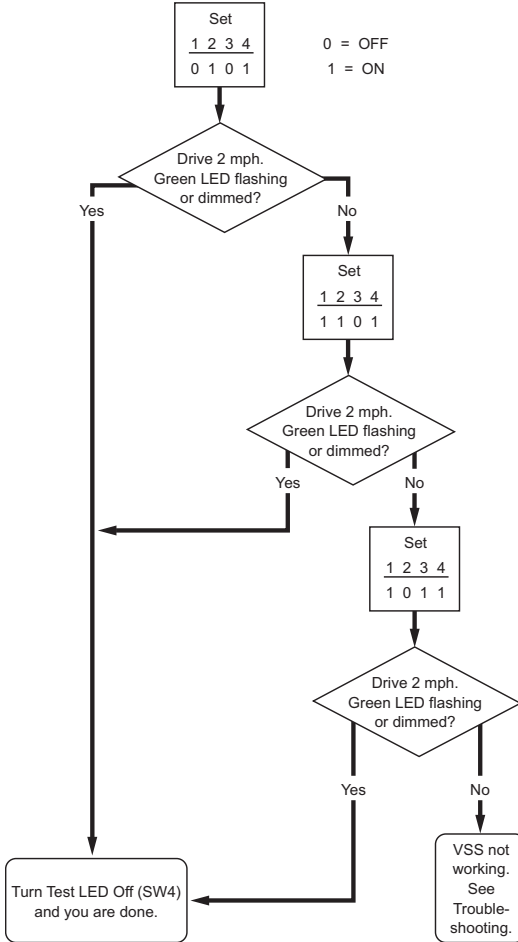 Set
1 2 3 4
0 1 0 1
0 = OFF
1 = ON
Drive 2 mph.
Green LED flashing
or dimmed?
Yes
No
Set
1 2 3 4
1 1 0 1
Drive 2 mph.
Green LED flashing
or dimmed?
Yes
No
Set
1 2 3 4
1 0 1 1
Drive 2 mph.
Green LED flashing
or dimmed?
Yes
No
Turn Test LED Off (SW4)
and you are done.
VSS not
working.
See
Trouble-
shooting.